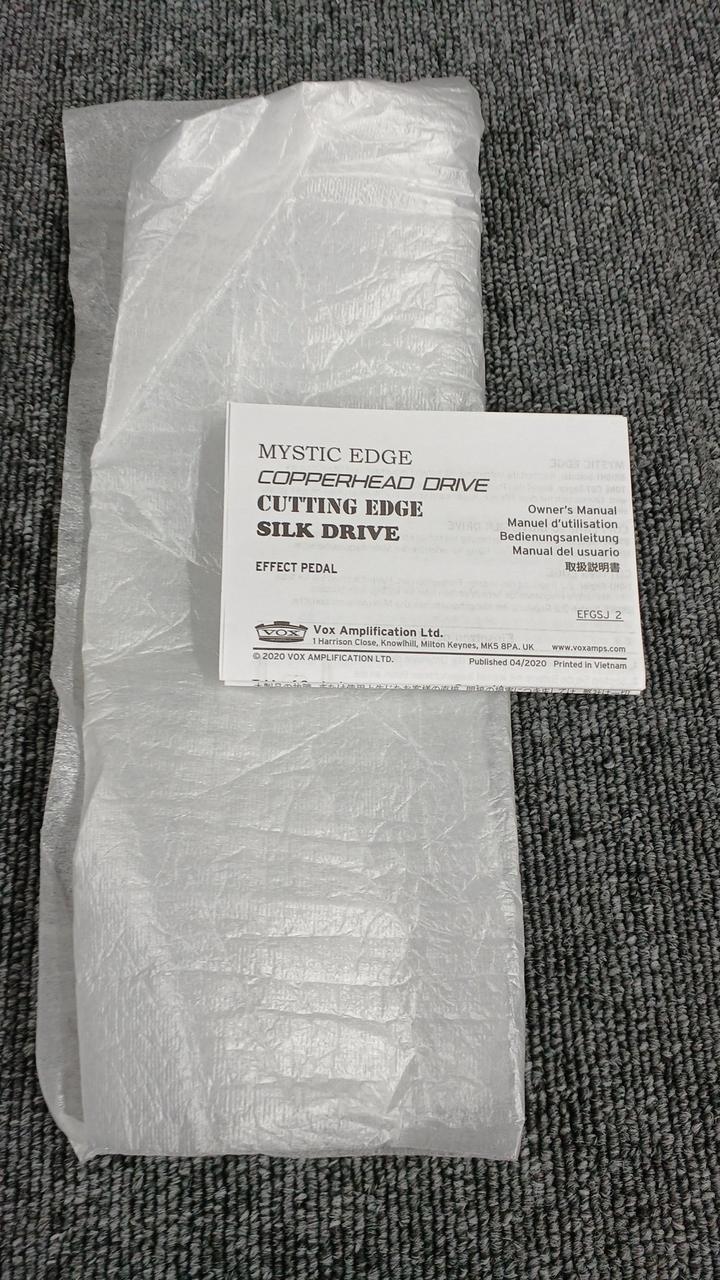 MYSTIC EDGE
COPPERHEAD DRIVE
CUTTING EDGE
SILK DRIVE
EFFECT PEDAL
Owner's Manual
Manuel d'utilisation
Bedienungsanleitung
Manual del usuario
取扱説明書
EFGSJ 2
VOX Vox Amplification Ltd.
1 Harrison Close, Knowlhill, Milton Keynes, MK5 8PA. UK www.voxamps.com
© 2020 VOX AMPLIFICATION LTD. Published 04/2020 Printed in Vietnam